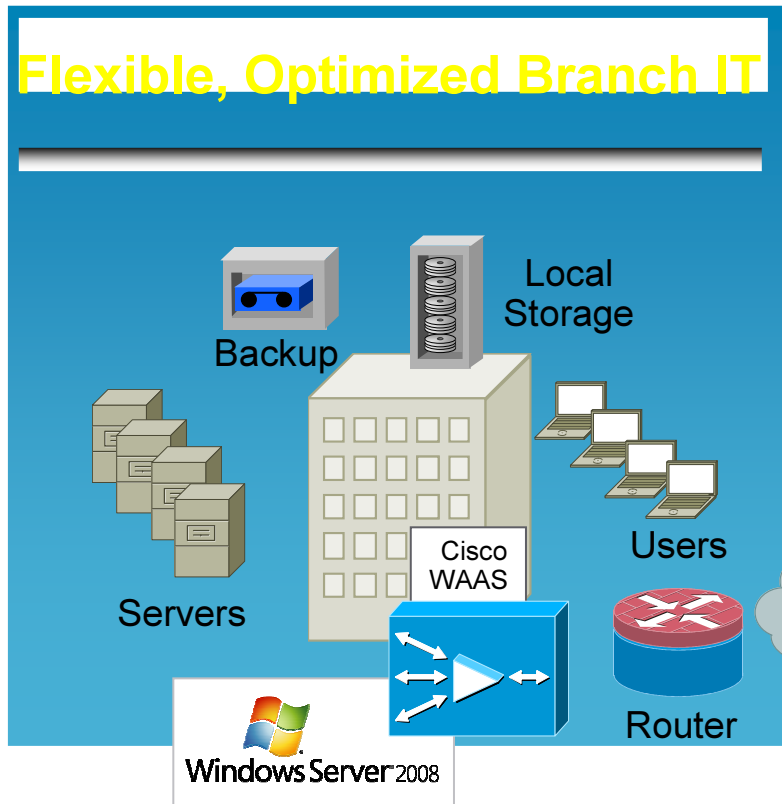 Flexible, Optimized Branch IT
Local
Storage
Backup
Cisco
WAAS
Users
Servers
Router
Windows Server 2008